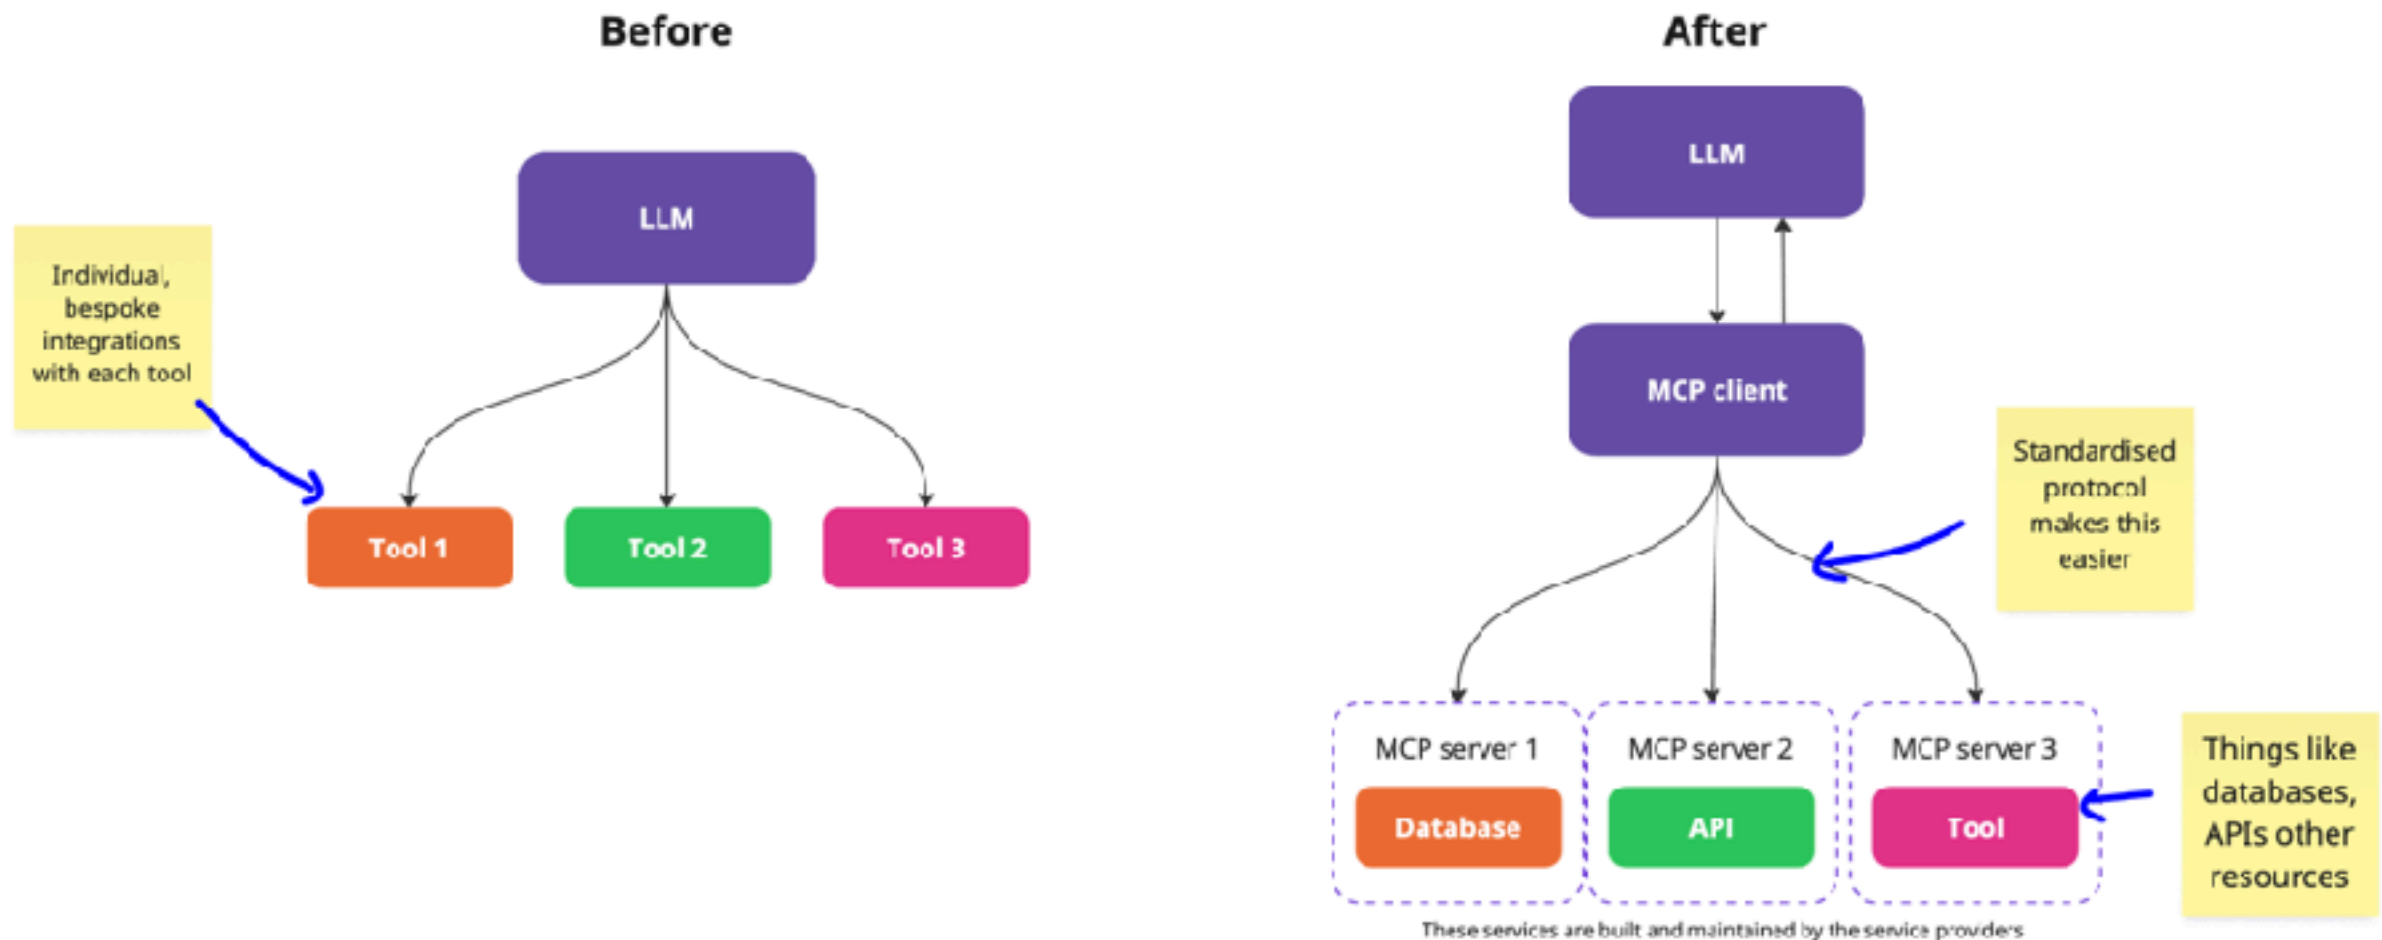 Before
LLM
Individual,
bespoke
integrations
with each tool
Tool 1
Tool 2
Tool 3
After
LLM
MCP client
Standardised
protocol
makes this
easier
MCP server 1
Database
MCP server 2
API
MCP server 3
Tool
Things like
databases,
APIs other
resources
These services are built and maintained by the service providers